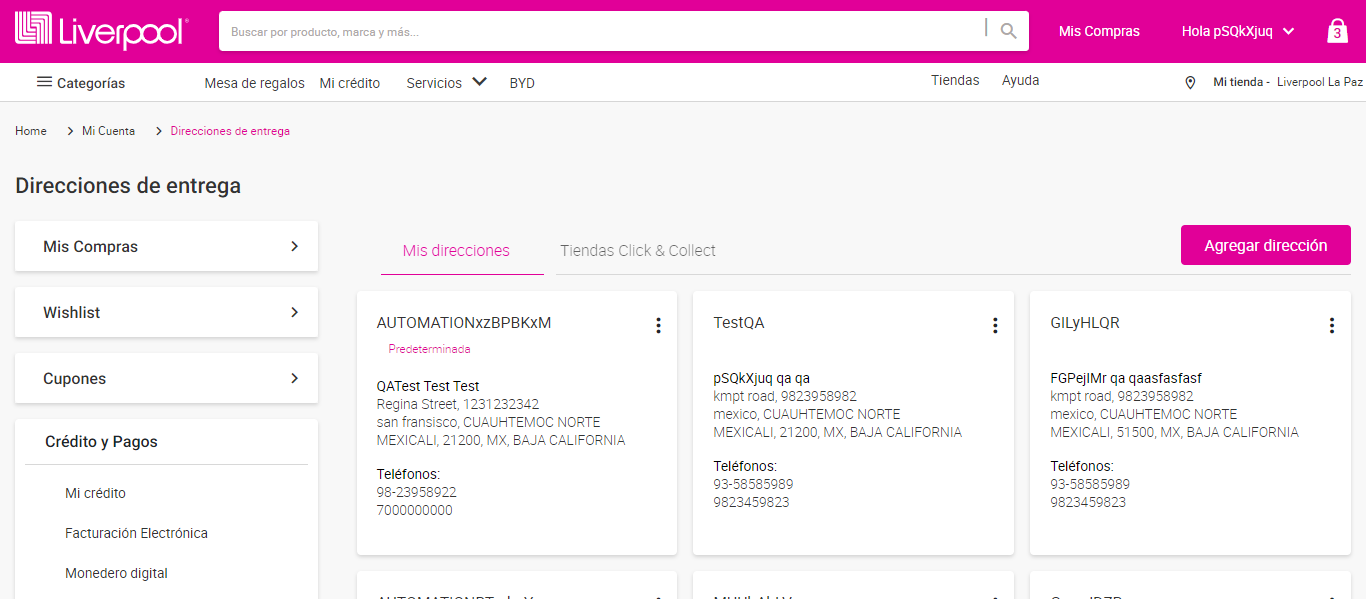 Liverpool
Buscar por producto, marca y más...
Mis Compras
Hola pSQkXjuq
3
Categorías
Mesa de regalos
Mi crédito
Servicios
BYD
Tiendas
Ayuda
Mi tienda - Liverpool La Paz
Home > Mi Cuenta > Direcciones de entrega
Direcciones de entrega
Mis Compras
Wishlist
Cupones
Crédito y Pagos
Mi crédito
Facturación Electrónica
Monedero digital
Mis direcciones
Tiendas Click & Collect
Agregar dirección
AUTOMATIONxzBPBKxM
Predeterminada
QATest Test Test
Regina Street, 1231232342
san fransisco, CUAUHTEMOC NORTE
MEXICALI, 21200, MX, BAJA CALIFORNIA
Teléfonos:
98-23958922
7000000000
TestQA
pSQkXjuq qa qa
kmpt road, 9823958982
mexico, CUAUHTEMOC NORTE
MEXICALI, 21200, MX, BAJA CALIFORNIA
Teléfonos:
93-58585989
9823459823
GILyHLQR
FGPejIMr qa qaasfasfasf
kmpt road, 9823958982
mexico, CUAUHTEMOC NORTE
MEXICALI, 51500, MX, BAJA CALIFORNIA
Teléfonos:
93-58585989
9823459823